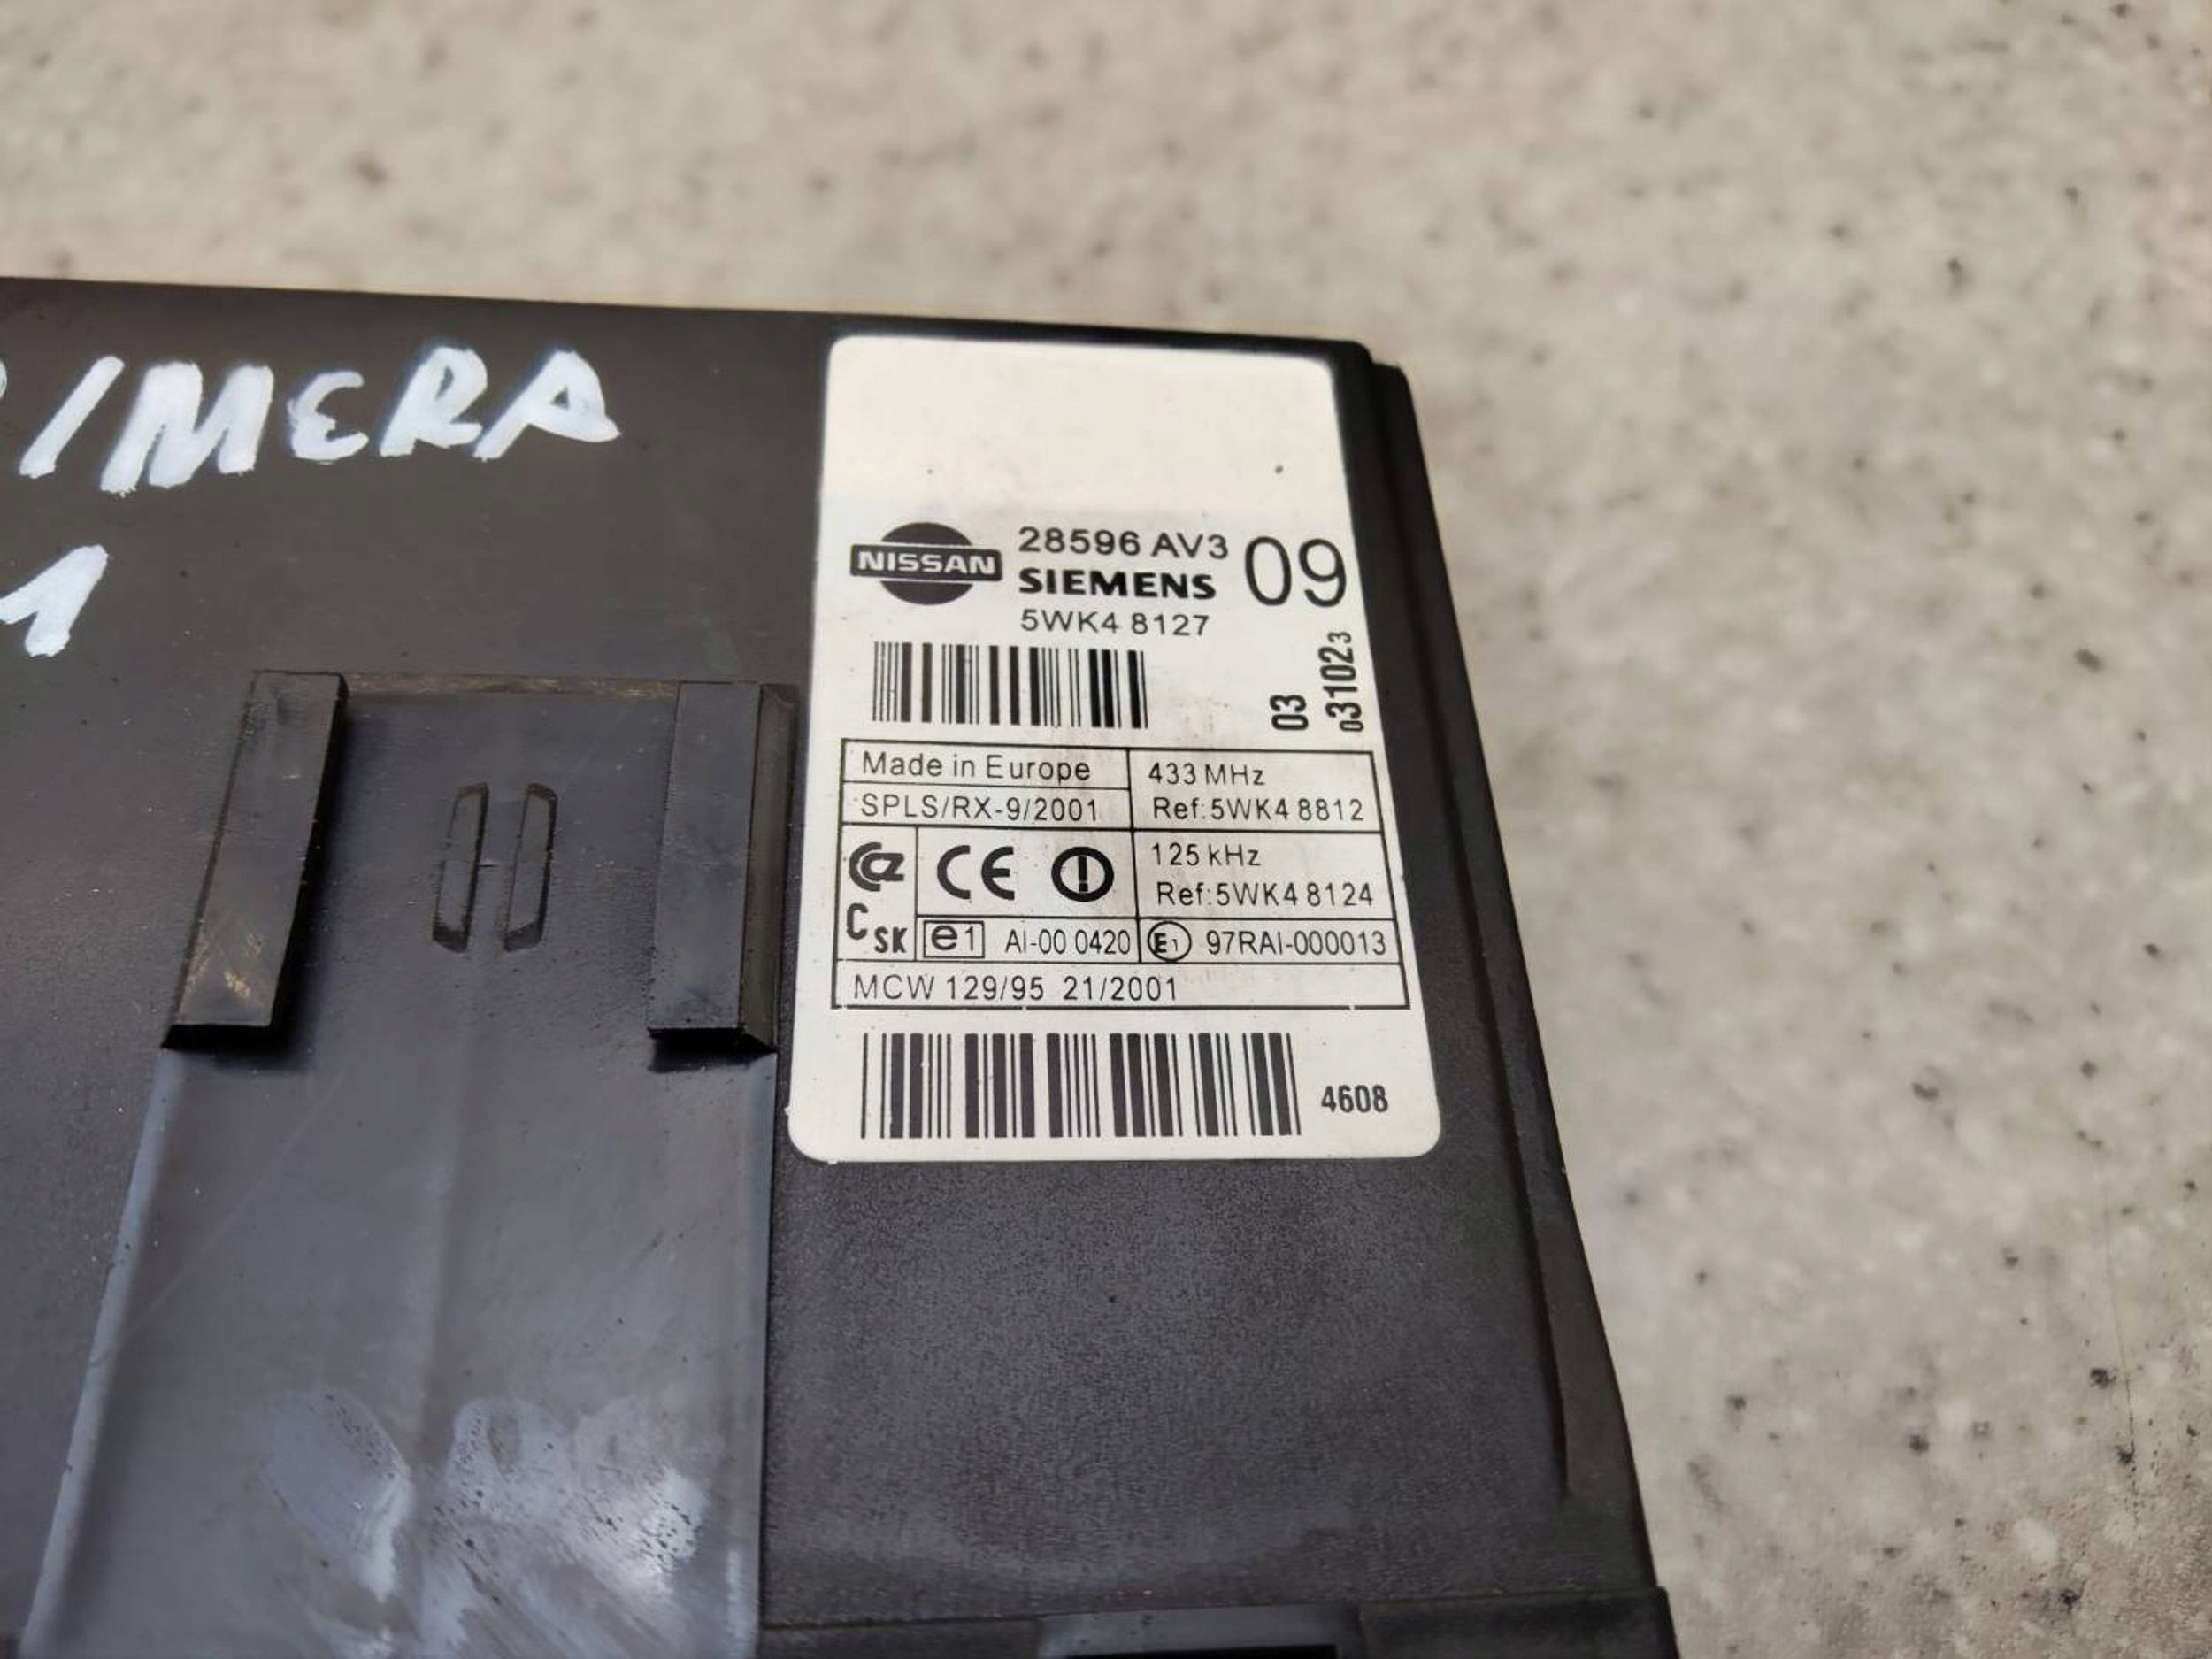 IMERA
1
NISSAN
28596 AV3 09
SIEMENS
5WK4 8127
03
031023
Made in Europe
433 MHz
SPLS/RX-9/2001
Ref:5WK4 8812
CE
125 kHz
Ref:5WK4 8124
CSK
e1 AI-00 0420
E1 97RAI-000013
MCW 129/95 21/2001
4608